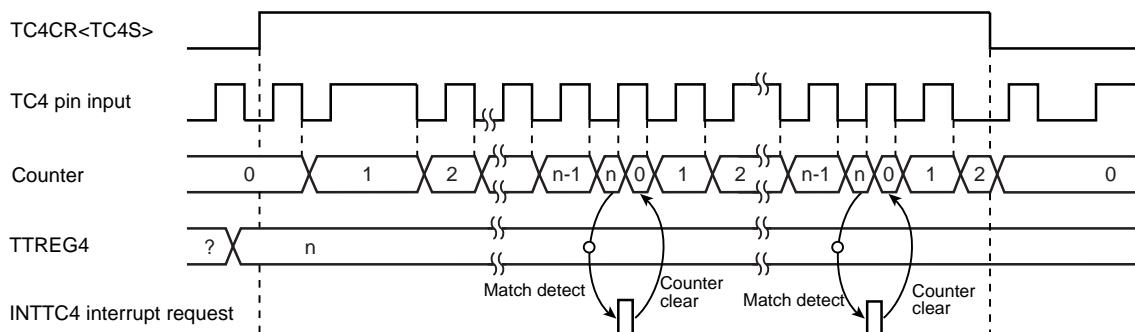 TC4CR<TC4S>
TC4 pin input
Counter 0 1 2 n-1 n 0 1 2 n-1 n 0 1 2 0
TTREG4 ? n
Match detect Counter clear Match detect Counter clear
INTTC4 interrupt request